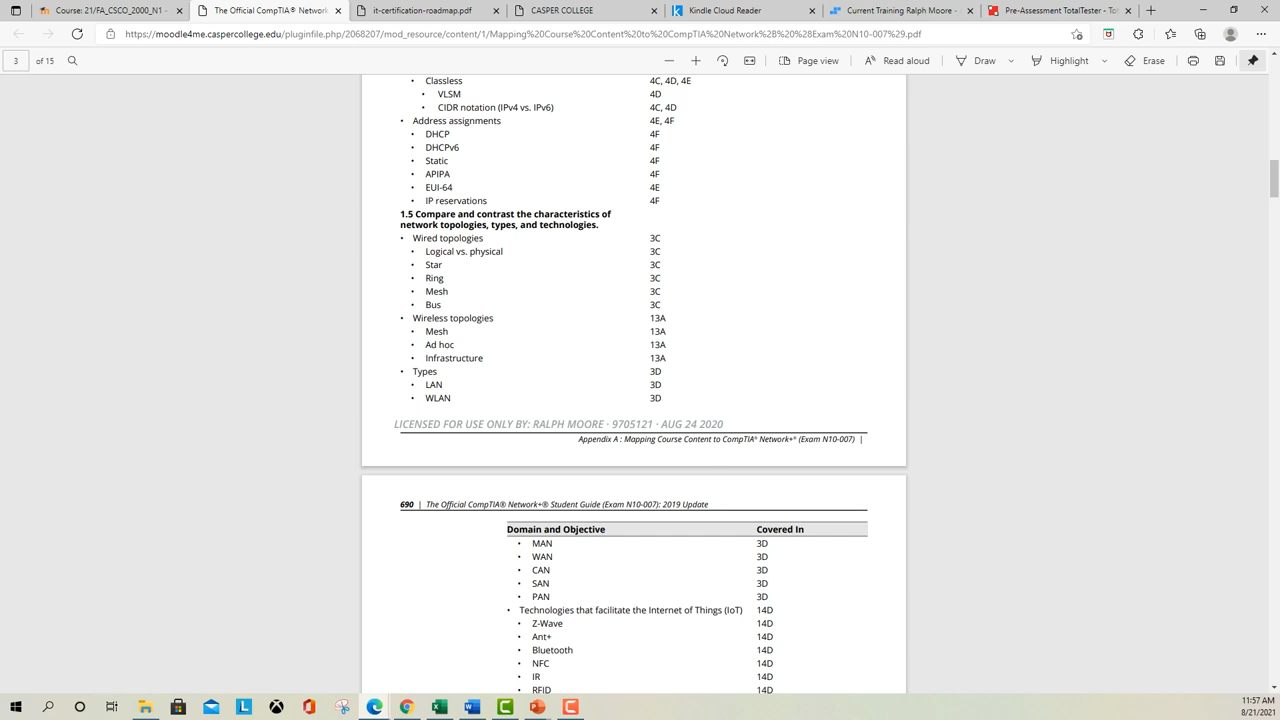 Course: 21/FA_CSCO_2000_N1 -
The Official CompTIA® Network
it-certification-roadmap.pdf
CASPER COLLEGE
Kindle Cloud Reader
Current Training Ralph Moore -
Pre-Assessment TotalTester - To
https://moodle4me.caspercollege.edu/pluginfile.php/2068207/mod_resource/content/1/Mapping%20Course%20Content%20to%20CompTIA%20Network%2B%20%28Exam%20N10-007%29.pdf
3 of 15
Page view
Read aloud
Draw
Highlight
Erase
• Classless 4C, 4D, 4E
• VLSM 4D
• CIDR notation (IPv4 vs. IPv6) 4C, 4D
• Address assignments 4E, 4F
• DHCP 4F
• DHCPv6 4F
• Static 4F
• APIPA 4F
• EUI-64 4E
• IP reservations 4F
1.5 Compare and contrast the characteristics of
network topologies, types, and technologies.
• Wired topologies 3C
• Logical vs. physical 3C
• Star 3C
• Ring 3C
• Mesh 3C
• Bus 3C
• Wireless topologies 13A
• Mesh 13A
• Ad hoc 13A
• Infrastructure 13A
• Types 3D
• LAN 3D
• WLAN 3D
LICENSED FOR USE ONLY BY: RALPH MOORE · 9705121 · AUG 24 2020
Appendix A : Mapping Course Content to CompTIA® Network+® (Exam N10-007) |
690 | The Official CompTIA® Network+® Student Guide (Exam N10-007): 2019 Update
Domain and Objective Covered In
• MAN 3D
• WAN 3D
• CAN 3D
• SAN 3D
• PAN 3D
• Technologies that facilitate the Internet of Things (IoT) 14D
• Z-Wave 14D
• Ant+ 14D
• Bluetooth 14D
• NFC 14D
• IR 14D
• RFID 14D
11:57 AM
8/21/2021